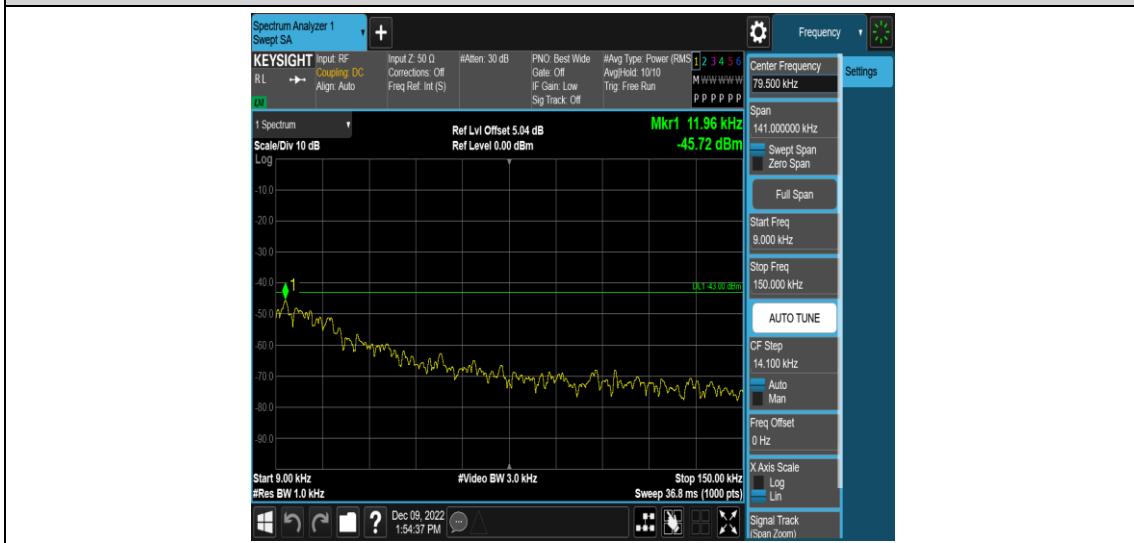 Spectrum Analyzer 1
Swept SA
Frequency
KEYSIGHT
Input: RF
Input Z: 50 Ω
#Atten: 30 dB
PNO: Best Wide
#Avg Type: Power (RMS
1 2 3 4 5 6
R L
Coupling: DC
Corrections: Off
Gate: Off
Avg|Hold: 10/10
M W W W W W
Align: Auto
Freq Ref: Int (S)
IF Gain: Low
Trig: Free Run
Sig Track: Off
P P P P P P
1 Spectrum
Ref Lvl Offset 5.04 dB
Mkr1 11.96 kHz
Scale/Div 10 dB
Ref Level 0.00 dBm
-45.72 dBm
Log
-10.0
-20.0
-30.0
-40.0
1
DL1 -43.00 dBm
-50.0
-60.0
-70.0
-80.0
-90.0
Start 9.00 kHz
#Video BW 3.0 kHz
Stop 150.00 kHz
#Res BW 1.0 kHz
Sweep 36.8 ms (1000 pts)
?
Dec 09, 2022
1:54:37 PM
Center Frequency
79.500 kHz
Settings
Span
141.000000 kHz
Swept Span
Zero Span
Full Span
Start Freq
9.000 kHz
Stop Freq
150.000 kHz
AUTO TUNE
CF Step
14.100 kHz
Auto
Man
Freq Offset
0 Hz
X Axis Scale
Log
Lin
Signal Track
(Span Zoom)